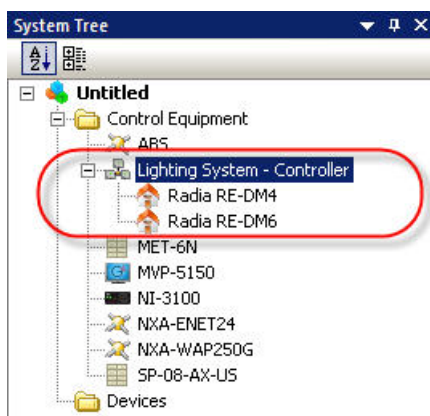 System Tree
Untitled
Control Equipment
ABS
Lighting System - Controller
Radia RE-DM4
Radia RE-DM6
MET-6N
MVP-5150
NI-3100
NXA-ENET24
NXA-WAP250G
SP-08-AX-US
Devices